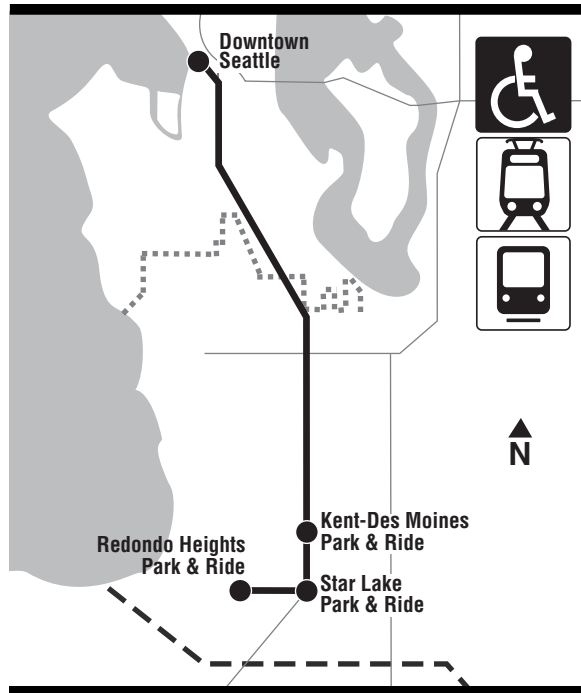 Downtown
Seattle
N
Kent-Des Moines
Park & Ride
Redondo Heights
Park & Ride
Star Lake
Park & Ride